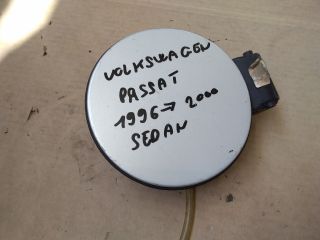 VOLKSWAGEN
PASSAT
1996→2000
SEDAN